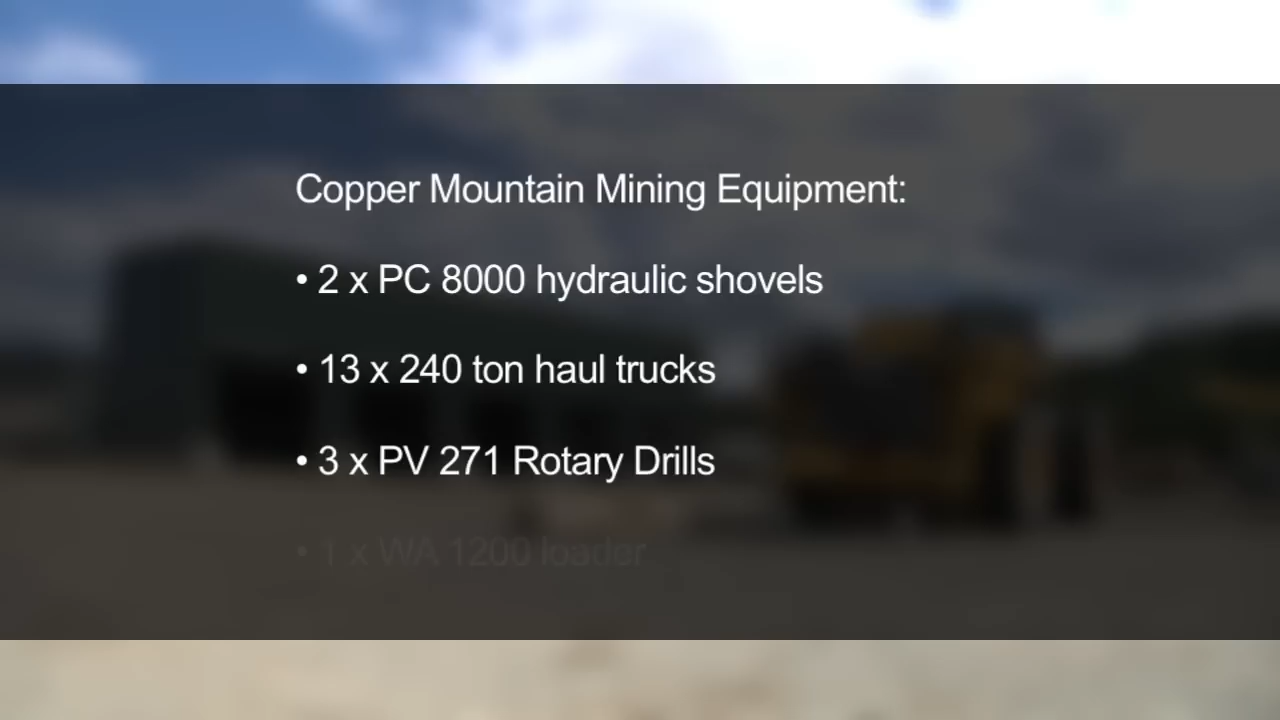 Copper Mountain Mining Equipment:
• 2 x PC 8000 hydraulic shovels
• 13 x 240 ton haul trucks
• 3 x PV 271 Rotary Drills
• 1 x WA 1200 loader